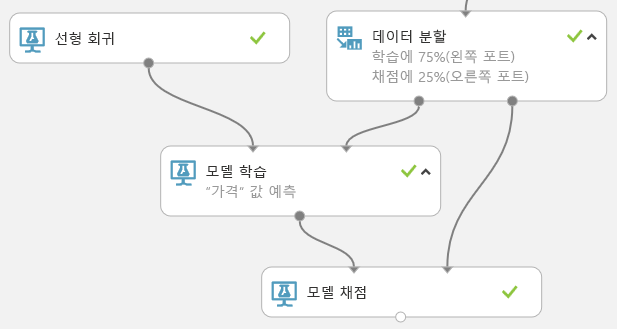 선형 회귀
데이터 분할
학습에 75%(왼쪽 포트)
채점에 25%(오른쪽 포트)
모델 학습
"가격" 값 예측
모델 채점